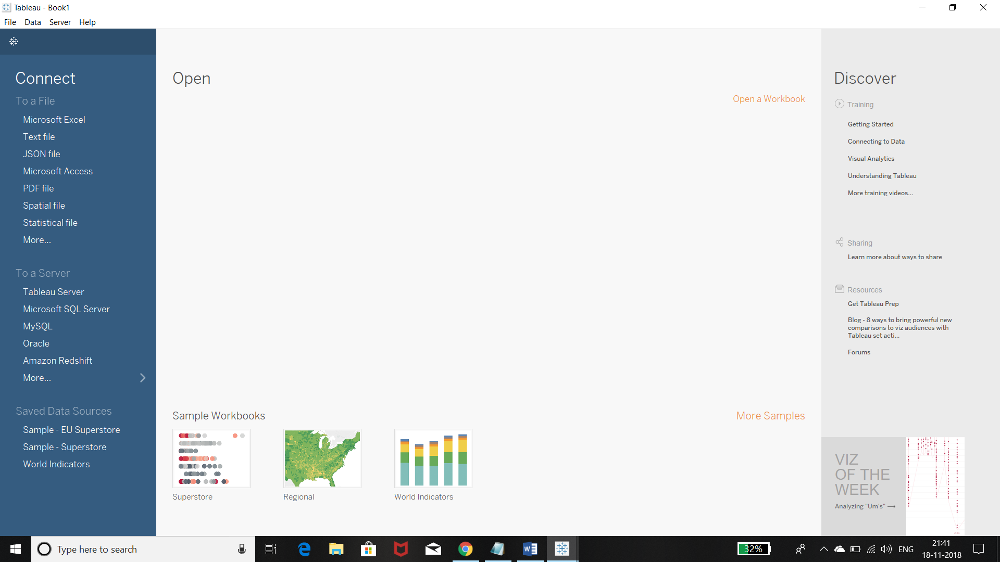 Tableau - Book1
File Data Server Help
Connect
To a File
Microsoft Excel
Text file
JSON file
Microsoft Access
PDF file
Spatial file
Statistical file
More...
To a Server
Tableau Server
Microsoft SQL Server
MySQL
Oracle
Amazon Redshift
More...
Saved Data Sources
Sample - EU Superstore
Sample - Superstore
World Indicators
Open
Open a Workbook
Sample Workbooks
More Samples
Superstore
Regional
World Indicators
Discover
Training
Getting Started
Connecting to Data
Visual Analytics
Understanding Tableau
More training videos...
Sharing
Learn more about ways to share
Resources
Get Tableau Prep
Blog - 8 ways to bring powerful new
comparisons to viz audiences with
Tableau set acti...
Forums
VIZ
OF THE
WEEK
Analyzing "Um's" →
Type here to search
32%
ENG
21:41
18-11-2018